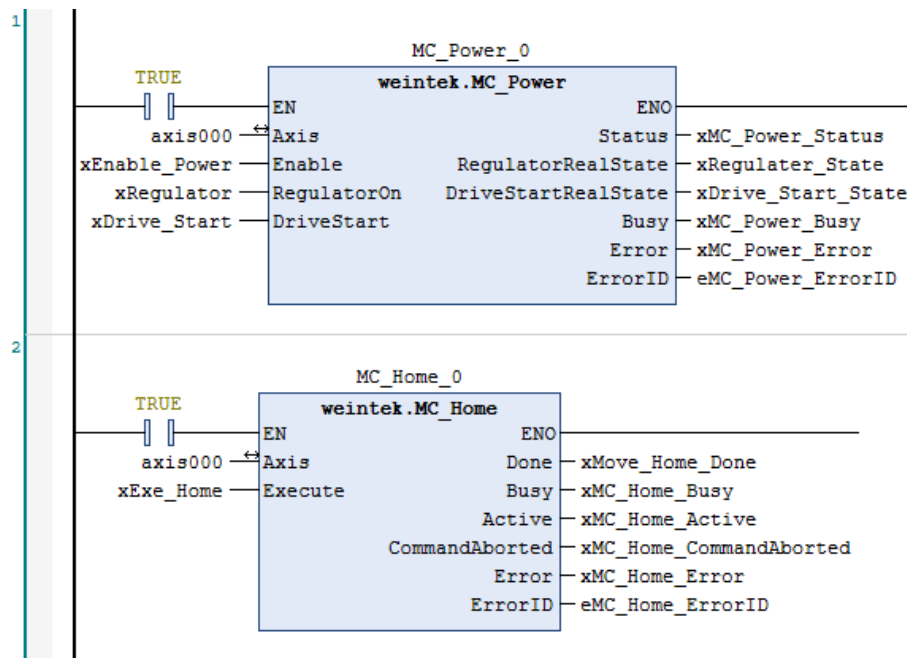 1
MC_Power_0
TRUE
weintek.MC_Power
EN
ENO
axis000
Axis
Status
xMC_Power_Status
xEnable_Power
Enable
RegulatorRealState
xRegulater_State
xRegulator
RegulatorOn
DriveStartRealState
xDrive_Start_State
xDrive_Start
DriveStart
Busy
xMC_Power_Busy
Error
xMC_Power_Error
ErrorID
eMC_Power_ErrorID
2
MC_Home_0
TRUE
weintek.MC_Home
EN
ENO
axis000
Axis
Done
xMove_Home_Done
xExe_Home
Execute
Busy
xMC_Home_Busy
Active
xMC_Home_Active
CommandAborted
xMC_Home_CommandAborted
Error
xMC_Home_Error
ErrorID
eMC_Home_ErrorID